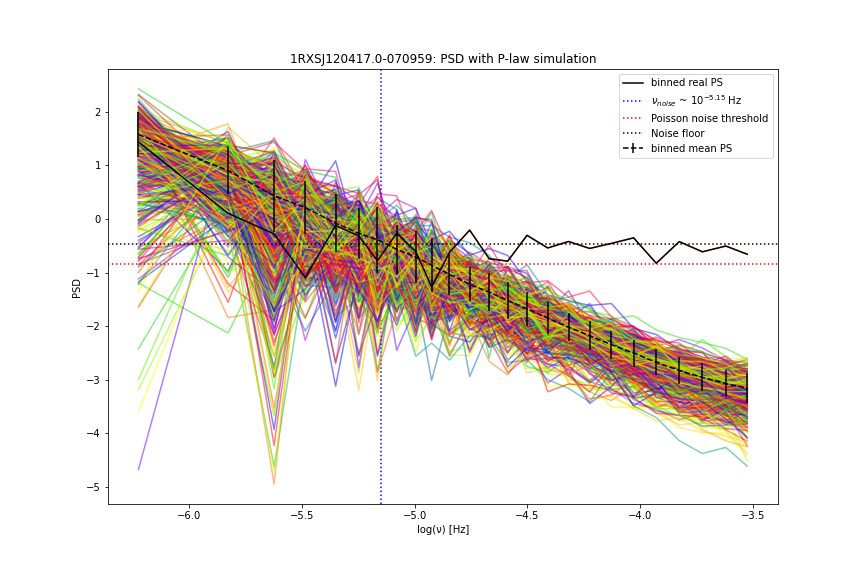 1RXSJ120417.0-070959: PSD with P-law simulation
binned real PS
ν_noise ~ 10^−5.15 Hz
Poisson noise threshold
Noise floor
binned mean PS
PSD
2
1
0
−1
−2
−3
−4
−5
−6.0 −5.5 −5.0 −4.5 −4.0 −3.5
log(ν) [Hz]